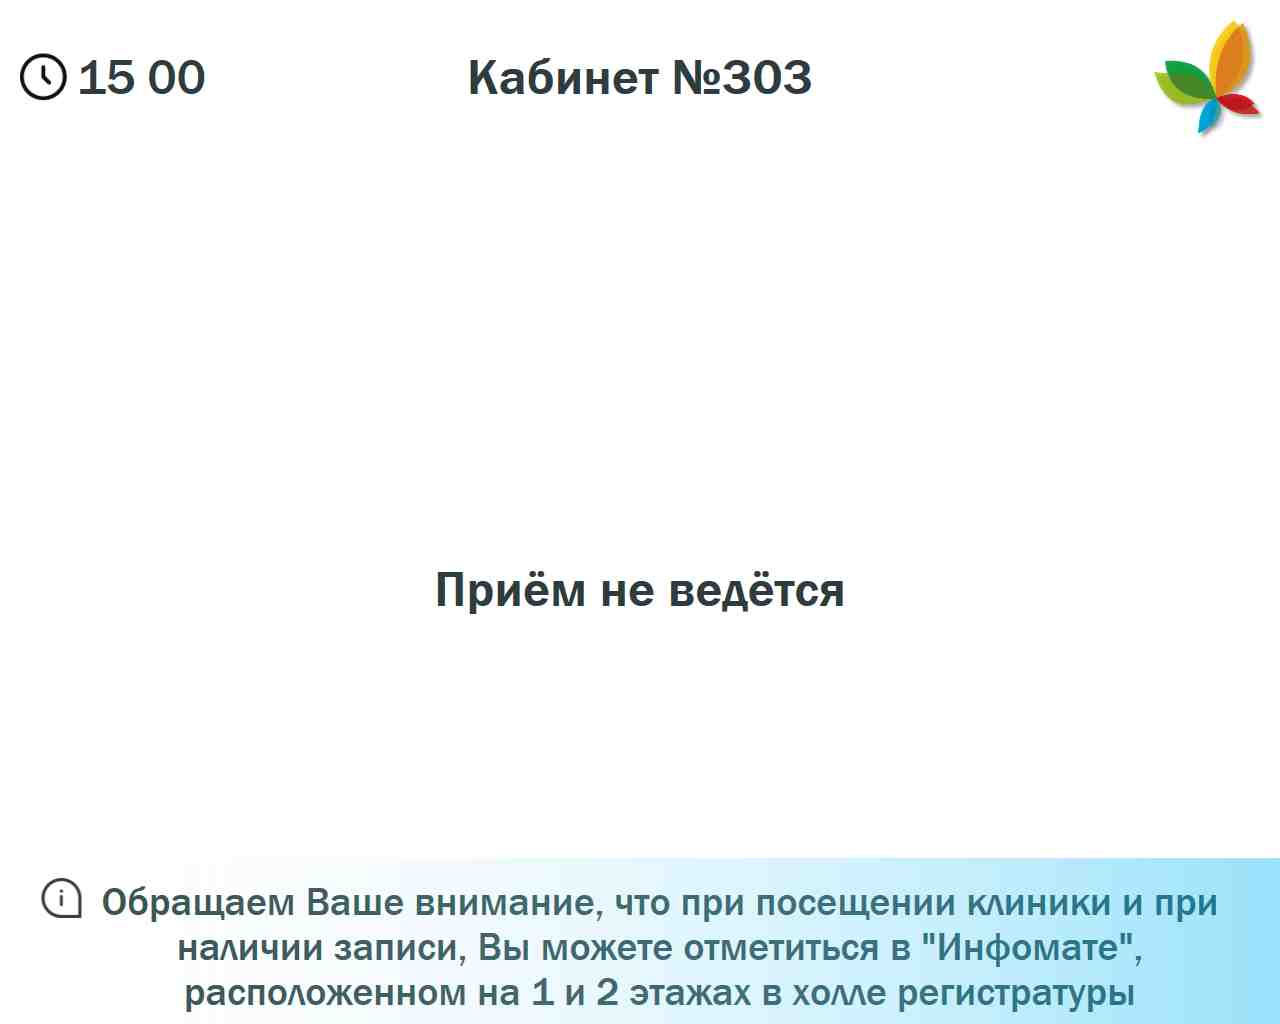 15 00
Кабинет №303
Приём не ведётся
Обращаем Ваше внимание, что при посещении клиники и при
наличии записи, Вы можете отметиться в "Инфомате",
расположенном на 1 и 2 этажах в холле регистратуры